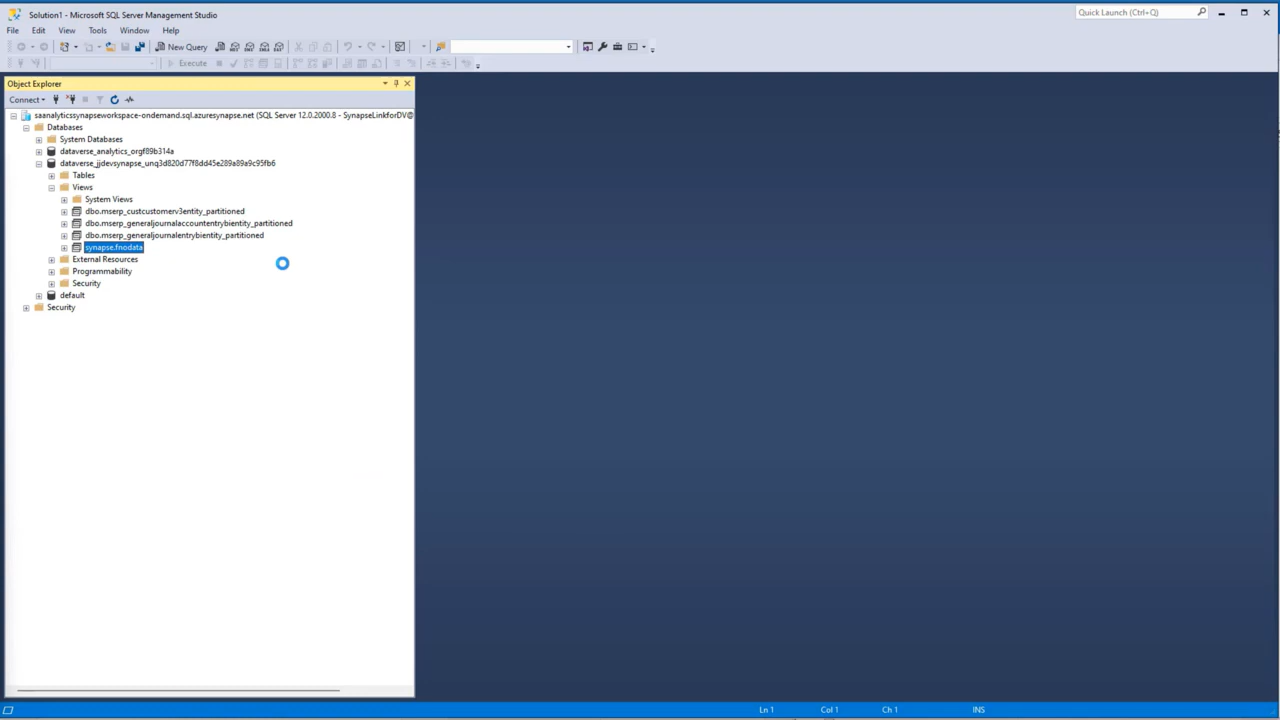 Solution1 - Microsoft SQL Server Management Studio
Quick Launch (Ctrl+Q)
File Edit View Tools Window Help
New Query
Execute
Object Explorer
Connect
saanalyticssynapseworkspace-ondemand.sql.azuresynapse.net (SQL Server 12.0.2000.8 - SynapseLinkforDV@
Databases
System Databases
dataverse_analytics_orgf89b314a
dataverse_jjdevsynapse_unq3d820d77f8dd45e289a89a9c95fb6
Tables
Views
System Views
dbo.mserp_custcustomerv3entity_partitioned
dbo.mserp_generaljournalaccountentrybientity_partitioned
dbo.mserp_generaljournalentrybientity_partitioned
synapse.fnodata
External Resources
Programmability
Security
default
Security
Ln 1 Col 1 Ch 1 INS